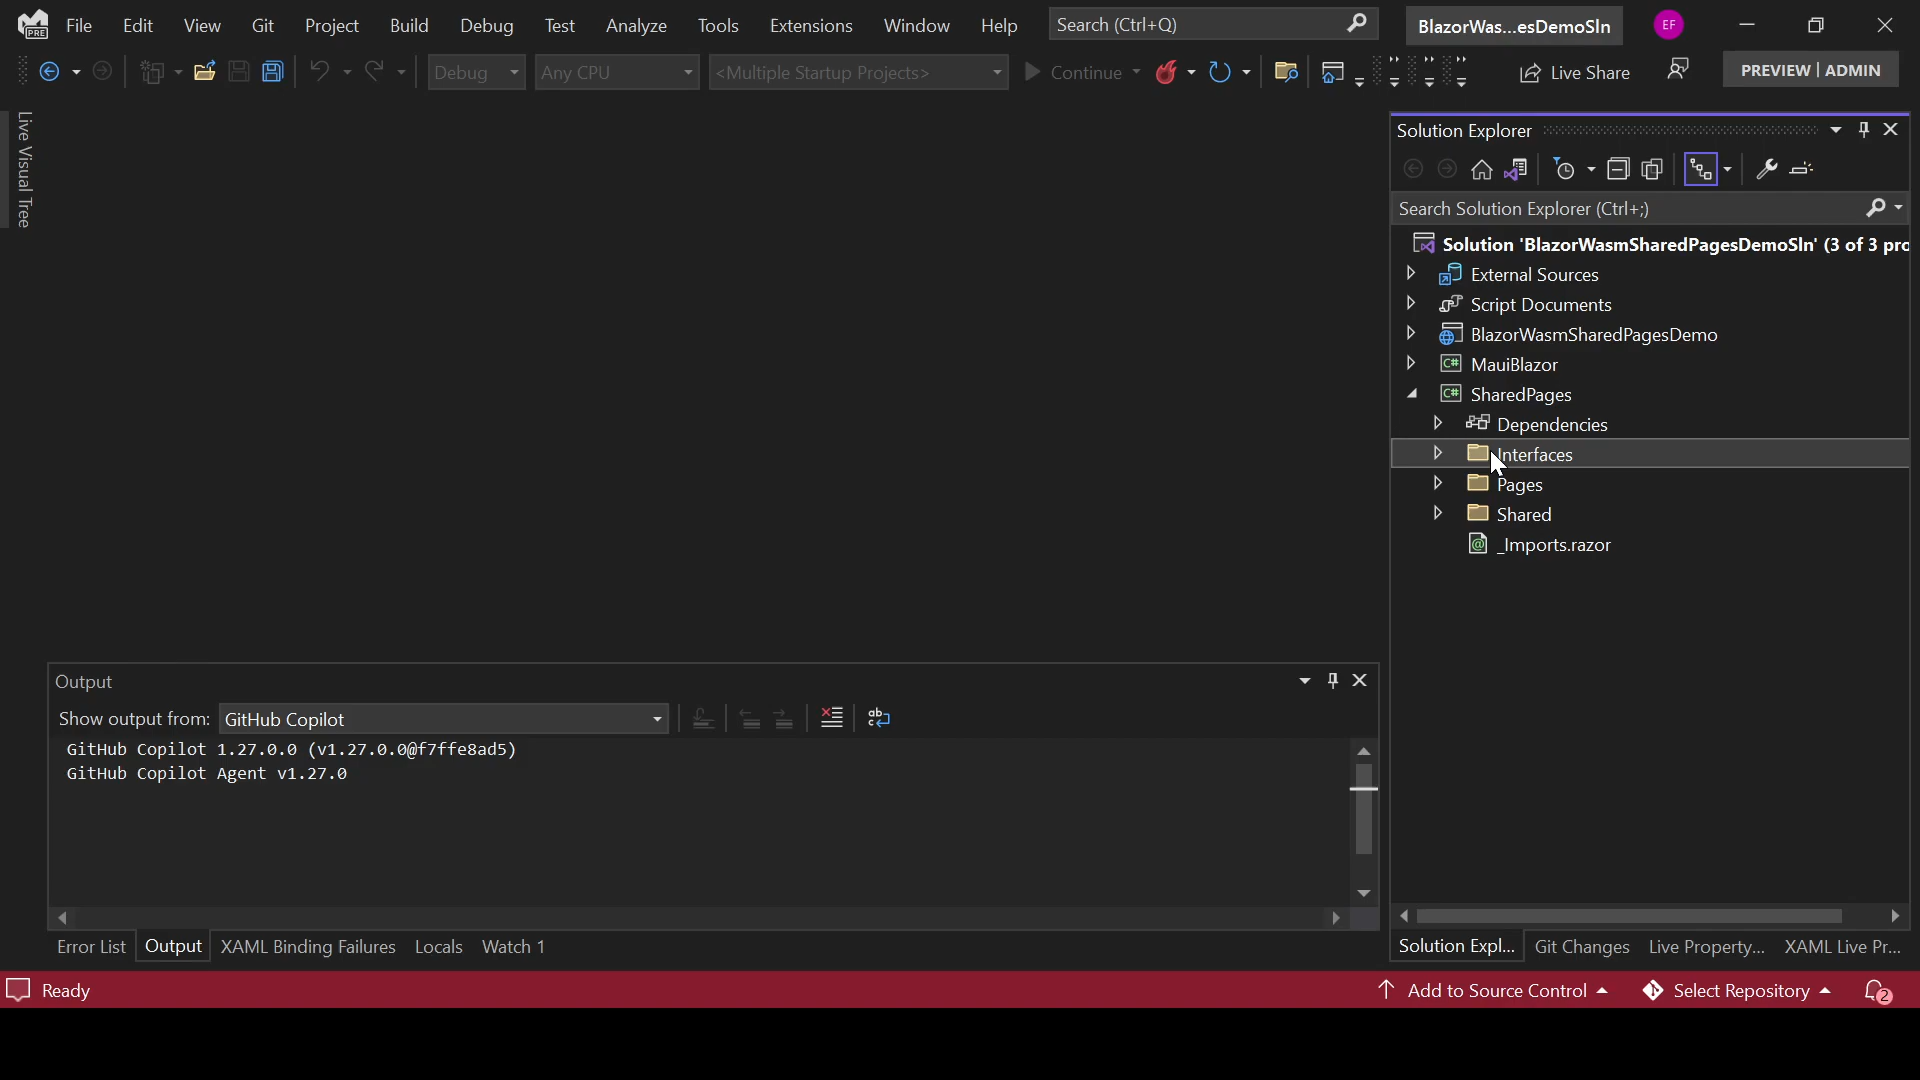 PRE File Edit View Git Project Build Debug Test Analyze Tools Extensions Window Help Search (Ctrl+Q) BlazorWas...esDemoSln EF
Debug Any CPU <Multiple Startup Projects> Continue Live Share PREVIEW | ADMIN
Live Visual Tree
Solution Explorer
Search Solution Explorer (Ctrl+;)
Solution 'BlazorWasmSharedPagesDemoSln' (3 of 3 pro
External Sources
Script Documents
BlazorWasmSharedPagesDemo
C# MauiBlazor
C# SharedPages
Dependencies
Interfaces
Pages
Shared
_Imports.razor
Output
Show output from: GitHub Copilot
GitHub Copilot 1.27.0.0 (v1.27.0.0@f7ffe8ad5)
GitHub Copilot Agent v1.27.0
Error List Output XAML Binding Failures Locals Watch 1
Solution Expl... Git Changes Live Property... XAML Live Pr...
Ready Add to Source Control Select Repository 2